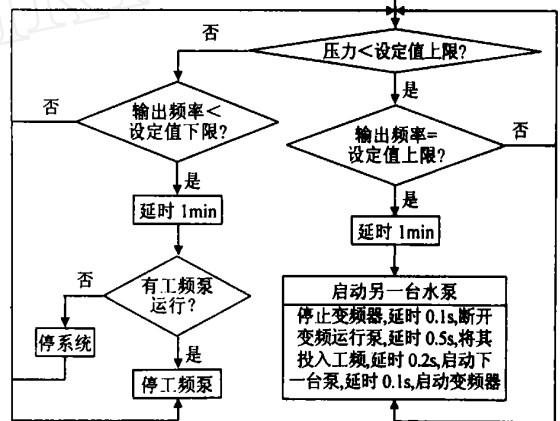 否
压力<设定值上限?
是
否
输出频率<
设定值下限?
是
延时 1min
输出频率=
设定值上限?
否
是
延时 1min
否
有工频泵
运行?
是
停系统
停工频泵
启动另一台水泵
停止变频器,延时 0.1s,断开
变频运行泵,延时 0.5s,将其
投入工频,延时 0.2s,启动下
一台泵,延时 0.1s,启动变频器